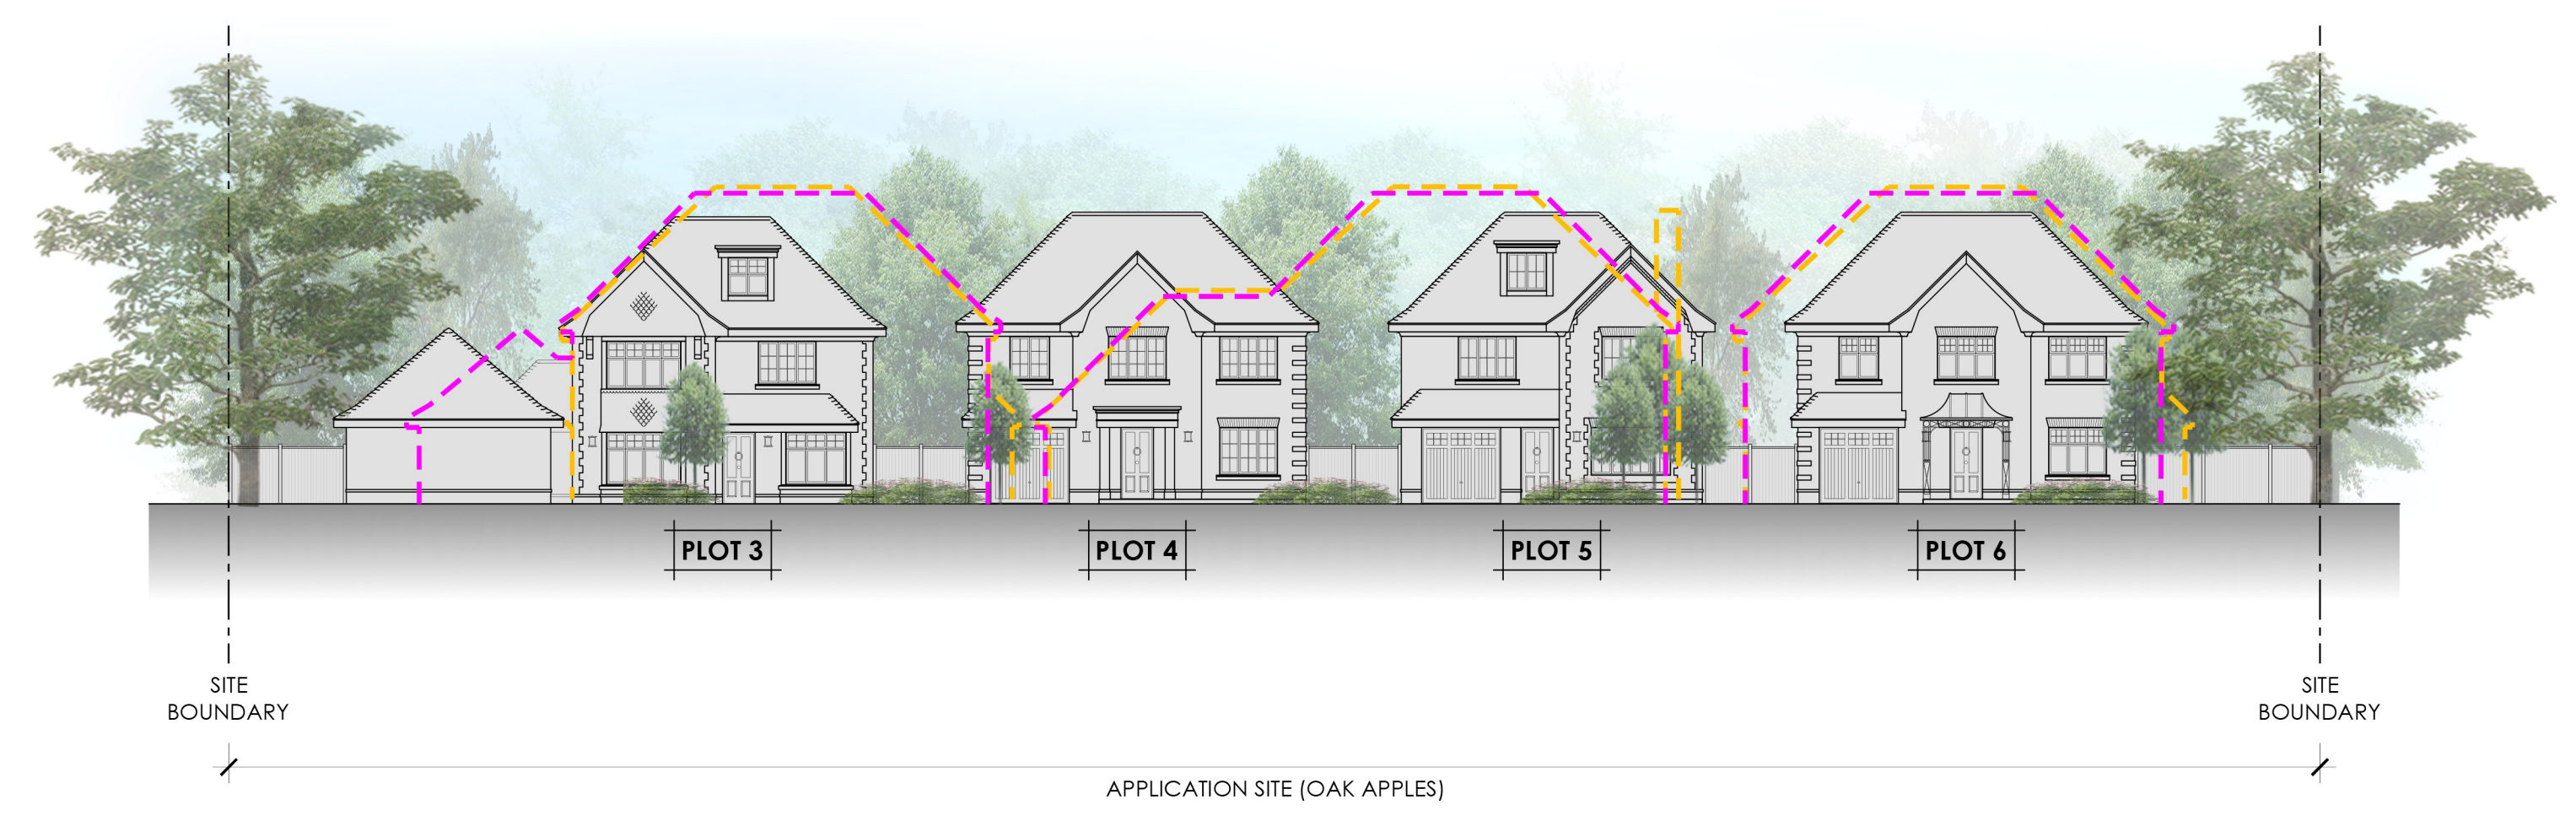 PLOT 3
PLOT 4
PLOT 5
PLOT 6
SITE
BOUNDARY
SITE
BOUNDARY
APPLICATION SITE (OAK APPLES)